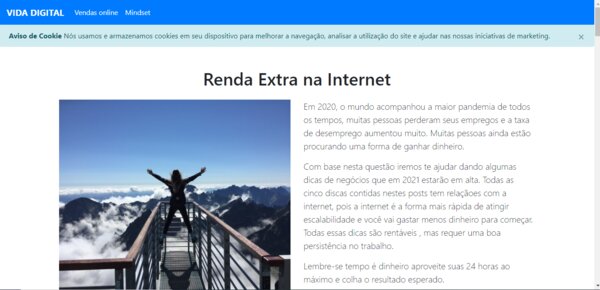 VIDA DIGITAL Vendas online Mindset
Aviso de Cookie Nós usamos e armazenamos cookies em seu dispositivo para melhorar a navegação, analisar a utilização do site e ajudar nas nossas iniciativas de marketing. ×
Renda Extra na Internet
Em 2020, o mundo acompanhou a maior pandemia de todos
os tempos, muitas pessoas perderam seus empregos e a taxa
de desemprego aumentou muito. Muitas pessoas ainda estão
procurando uma forma de ganhar dinheiro.
Com base nesta questão iremos te ajudar dando algumas
dicas de negócios que em 2021 estarão em alta. Todas as
cinco discas contidas nestes posts tem relaçãoes com a
internet, pois a internet é a forma mais rápida de atingir
escalabilidade e você vai gastar menos dinheiro para começar.
Todas essas dicas são rentáveis , mas requer uma boa
persistência no trabalho.
Lembre-se tempo è dinheiro aproveite suas 24 horas ao
máximo e colha o resultado esperado.